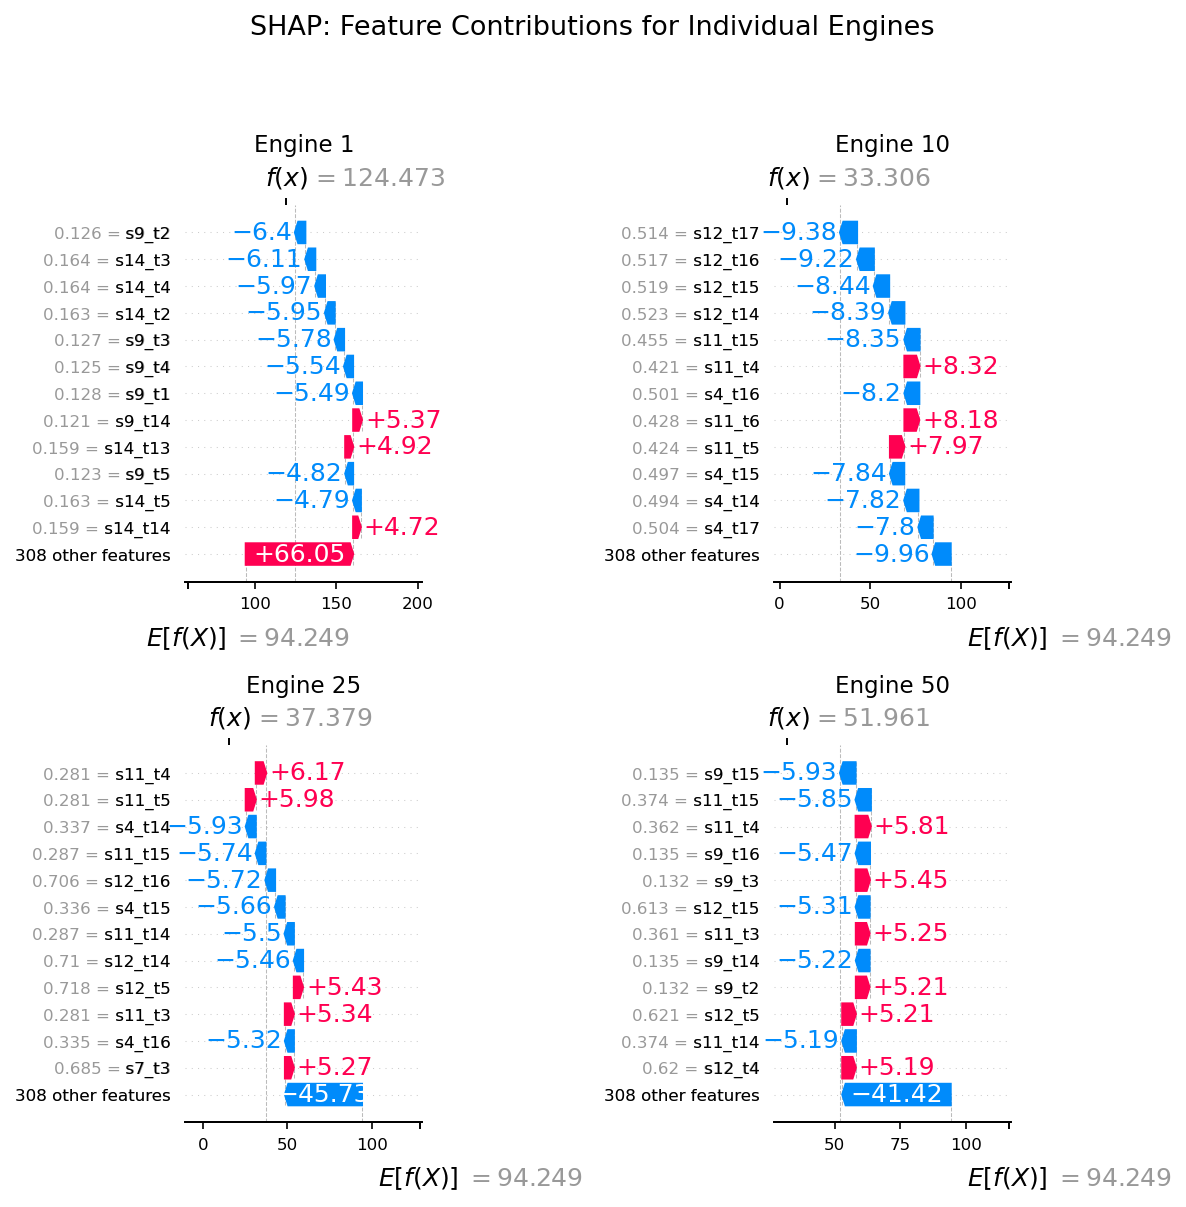 SHAP: Feature Contributions for Individual Engines
Engine 1
f(x) = 124.473
0.126 = s9_t2 −6.4
0.164 = s14_t3 −6.11
0.164 = s14_t4 −5.97
0.163 = s14_t2 −5.95
0.127 = s9_t3 −5.78
0.125 = s9_t4 −5.54
0.128 = s9_t1 −5.49
0.121 = s9_t14 +5.37
0.159 = s14_t13 +4.92
0.123 = s9_t5 −4.82
0.163 = s14_t5 −4.79
0.159 = s14_t14 +4.72
308 other features +66.05
100 150 200
E[f(X)] = 94.249
Engine 10
f(x) = 33.306
0.514 = s12_t17 −9.38
0.517 = s12_t16 −9.22
0.519 = s12_t15 −8.44
0.523 = s12_t14 −8.39
0.455 = s11_t15 −8.35
0.421 = s11_t4 +8.32
0.501 = s4_t16 −8.2
0.428 = s11_t6 +8.18
0.424 = s11_t5 +7.97
0.497 = s4_t15 −7.84
0.494 = s4_t14 −7.82
0.504 = s4_t17 −7.8
308 other features −9.96
0 50 100
E[f(X)] = 94.249
Engine 25
f(x) = 37.379
0.281 = s11_t4 +6.17
0.281 = s11_t5 +5.98
0.337 = s4_t14 −5.93
0.287 = s11_t15 −5.74
0.706 = s12_t16 −5.72
0.336 = s4_t15 −5.66
0.287 = s11_t14 −5.5
0.71 = s12_t14 −5.46
0.718 = s12_t5 +5.43
0.281 = s11_t3 +5.34
0.335 = s4_t16 −5.32
0.685 = s7_t3 +5.27
308 other features −45.73
0 50 100
E[f(X)] = 94.249
Engine 50
f(x) = 51.961
0.135 = s9_t15 −5.93
0.374 = s11_t15 −5.85
0.362 = s11_t4 +5.81
0.135 = s9_t16 −5.47
0.132 = s9_t3 +5.45
0.613 = s12_t15 −5.31
0.361 = s11_t3 +5.25
0.135 = s9_t14 −5.22
0.132 = s9_t2 +5.21
0.621 = s12_t5 +5.21
0.374 = s11_t14 −5.19
0.62 = s12_t4 +5.19
308 other features −41.42
50 75 100
E[f(X)] = 94.249